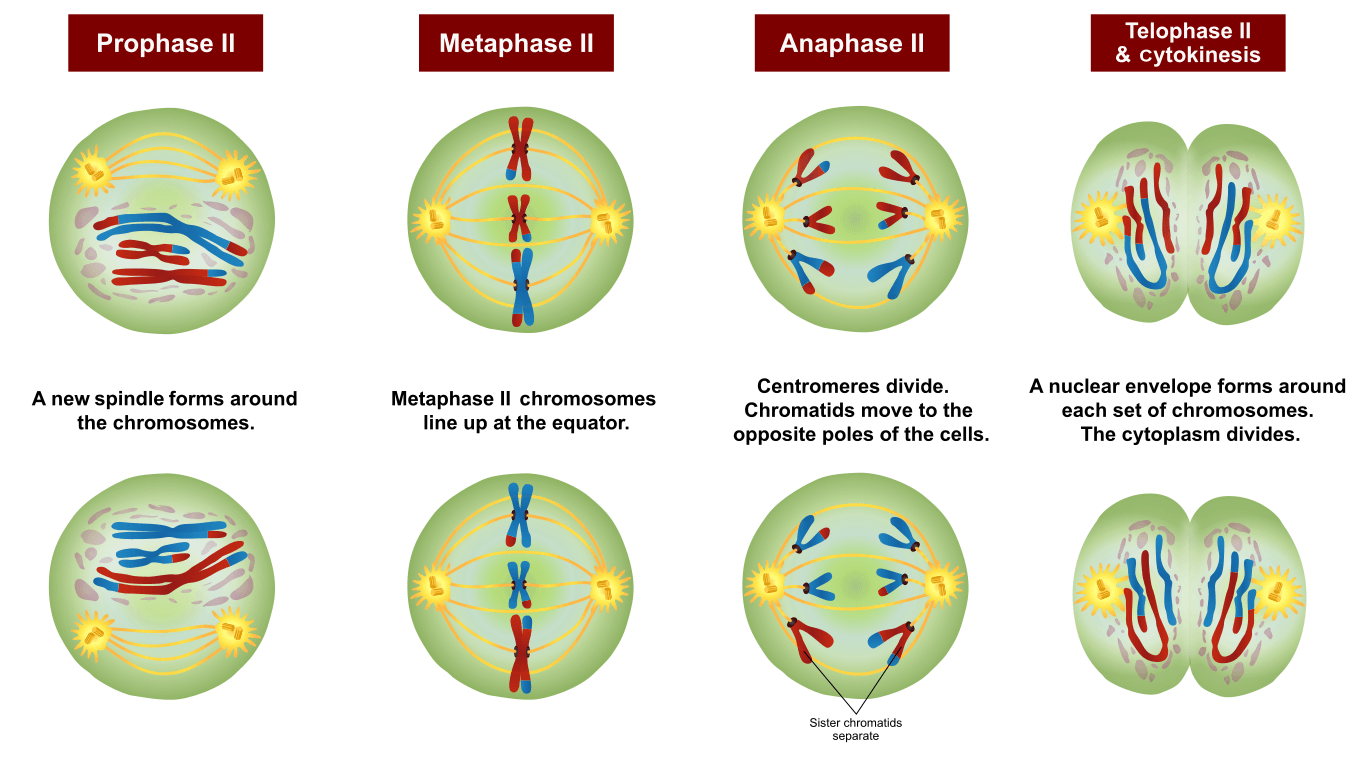 Prophase II
Metaphase II
Anaphase II
Telophase II
& Cytokinesis
A new spindle forms around
the chromosomes.
Metaphase II chromosomes
line up at the equator.
Centromeres divide.
Chromatids move to the
opposite poles of the cells.
A nuclear envelope forms around
each set of chromosomes.
The cytoplasm divides.
Sister chromatids
separate